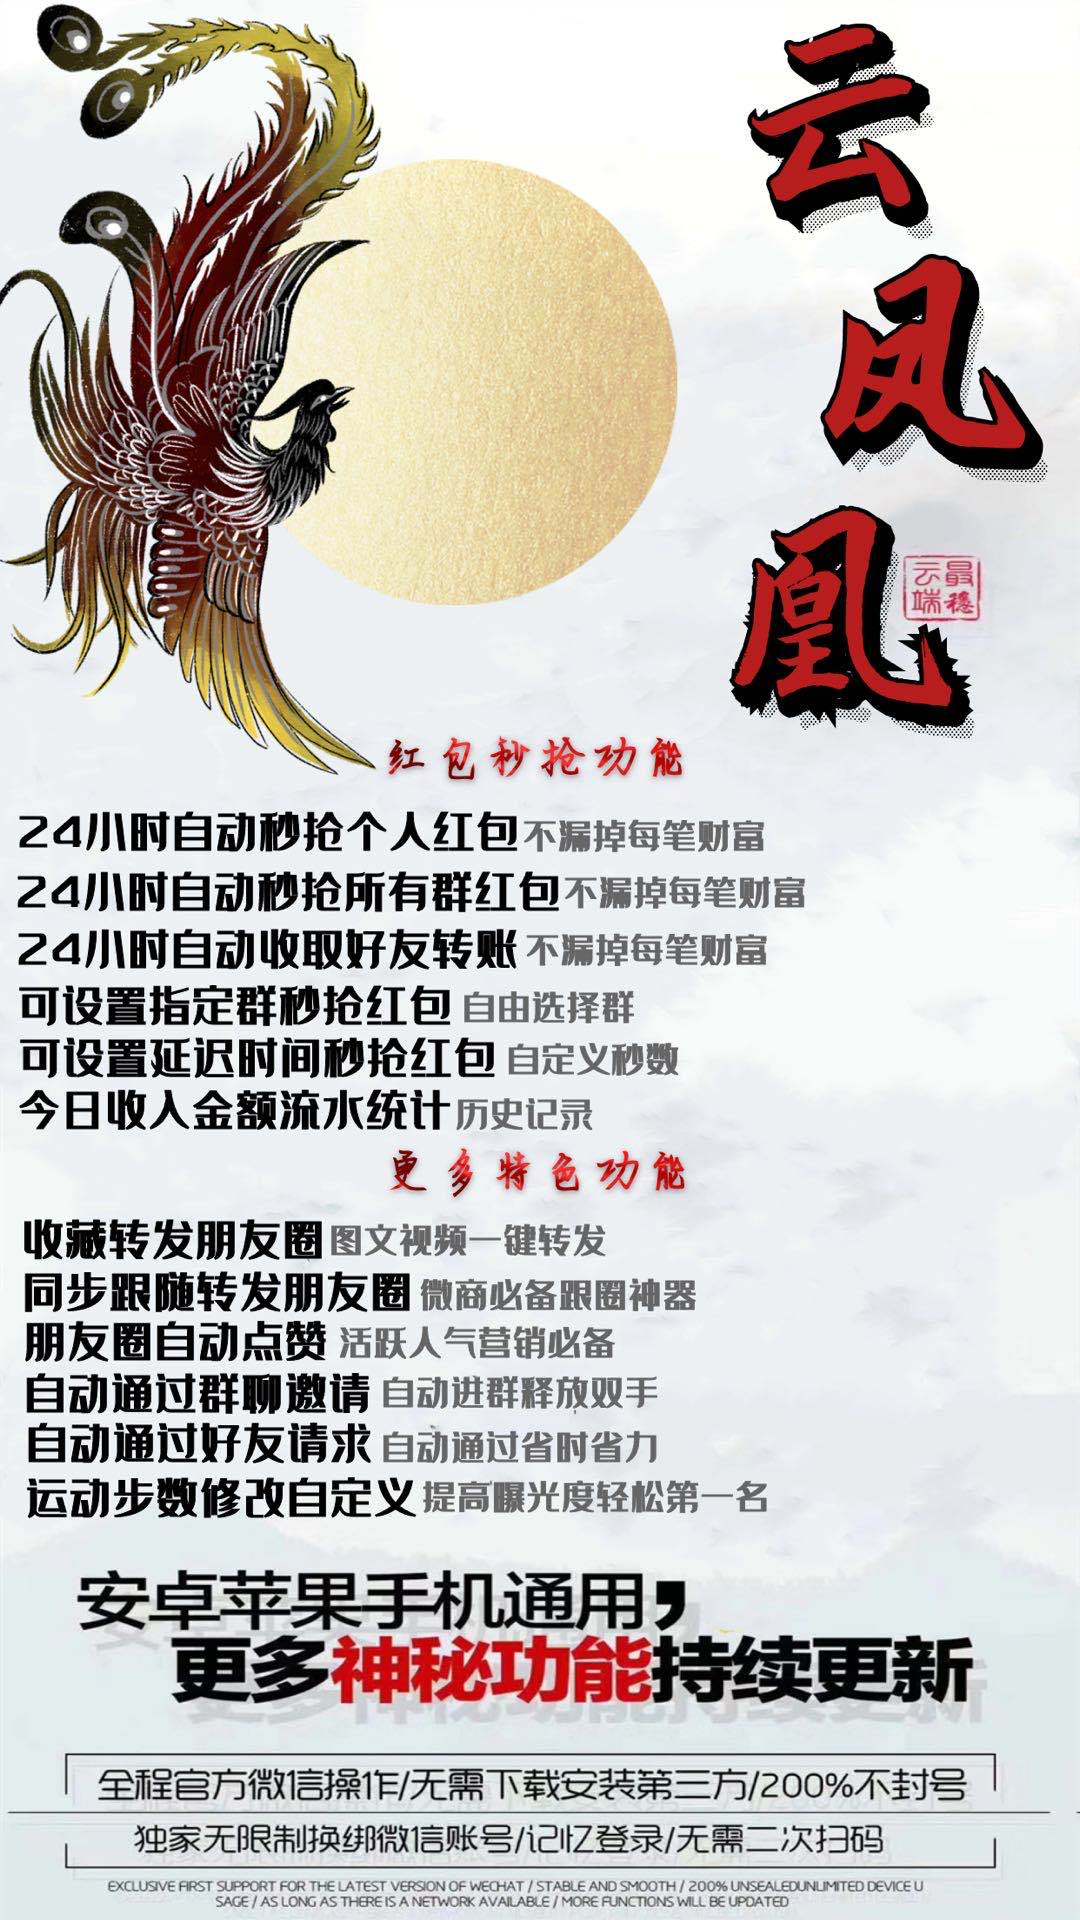 云凤凰
最稳
云端
红包秒抢功能
24小时自动秒抢个人红包 不漏掉每笔财富
24小时自动秒抢所有群红包 不漏掉每笔财富
24小时自动收取好友转账 不漏掉每笔财富
可设置指定群秒抢红包 自由选择群
可设置延迟时间秒抢红包 自定义秒数
今日收入金额流水统计 历史记录
更多特色功能
收藏转发朋友圈 图文视频一键转发
同步跟随转发朋友圈 微商必备跟圈神器
朋友圈自动点赞 活跃人气营销必备
自动通过群聊邀请 自动进群释放双手
自动通过好友请求 自动通过省时省力
运动步数修改自定义 提高曝光度轻松第一名
安卓苹果手机通用,
更多神秘功能持续更新
全程官方微信操作/无需下载安装第三方/200%不封号
独家无限制换绑微信账号/记忆登录/无需二次扫码
EXCLUSIVE FIRST SUPPORT FOR THE LATEST VERSION OF WECHAT / STABLE AND SMOOTH / 200% UNSEALEDUNLIMITED DEVICE U
SAGE / AS LONG AS THERE IS A NETWORK AVAILABLE / MORE FUNCTIONS WILL BE UPDATED